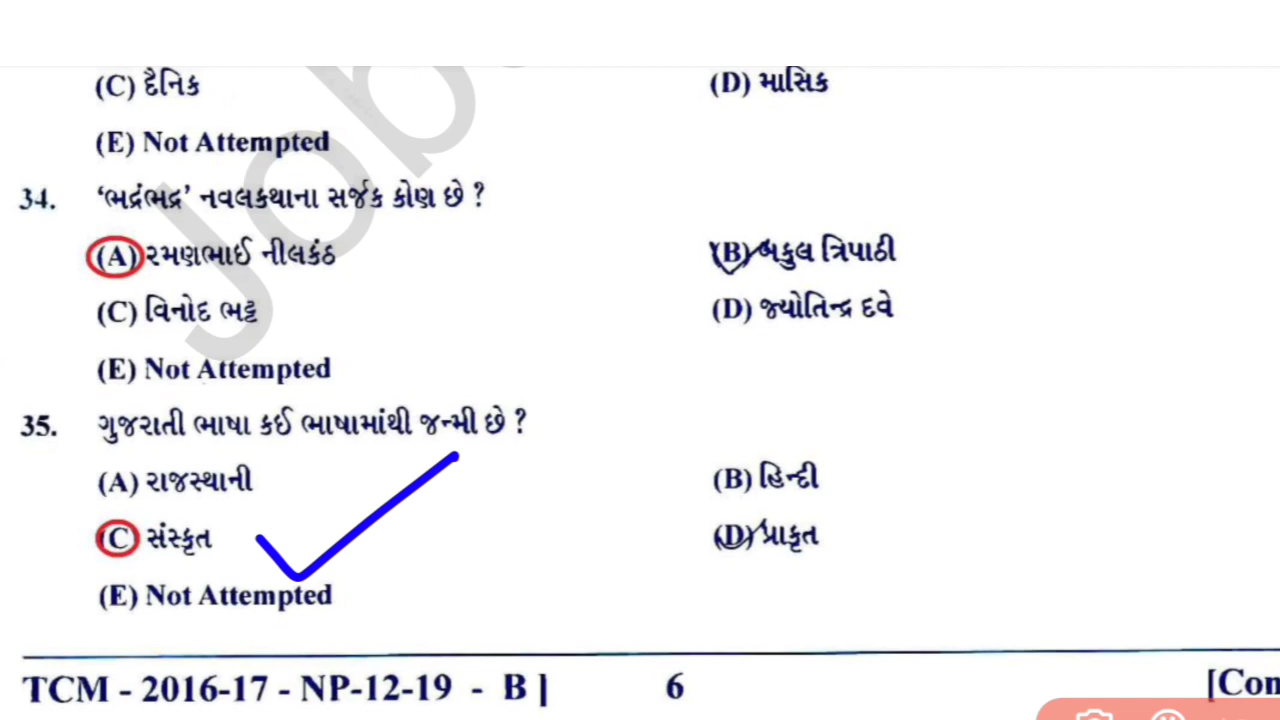 (C) દૈનિક (D) માસિક
(E) Not Attempted
34. ‘ભદ્રંભદ્ર’ નવલકથાના સર્જક કોણ છે ?
(A) રમણભાઈ નીલકંઠ (B) બકુલ ત્રિપાઠી
(C) વિનોદ ભટ્ટ (D) જ્યોતિન્દ્ર દવે
(E) Not Attempted
35. ગુજરાતી ભાષા કઈ ભાષામાંથી જન્મી છે ?
(A) રાજસ્થાની (B) હિન્દી
(C) સંસ્કૃત (D) પ્રાકૃત
(E) Not Attempted
TCM - 2016-17 - NP-12-19 - B ] 6 [Con
Job